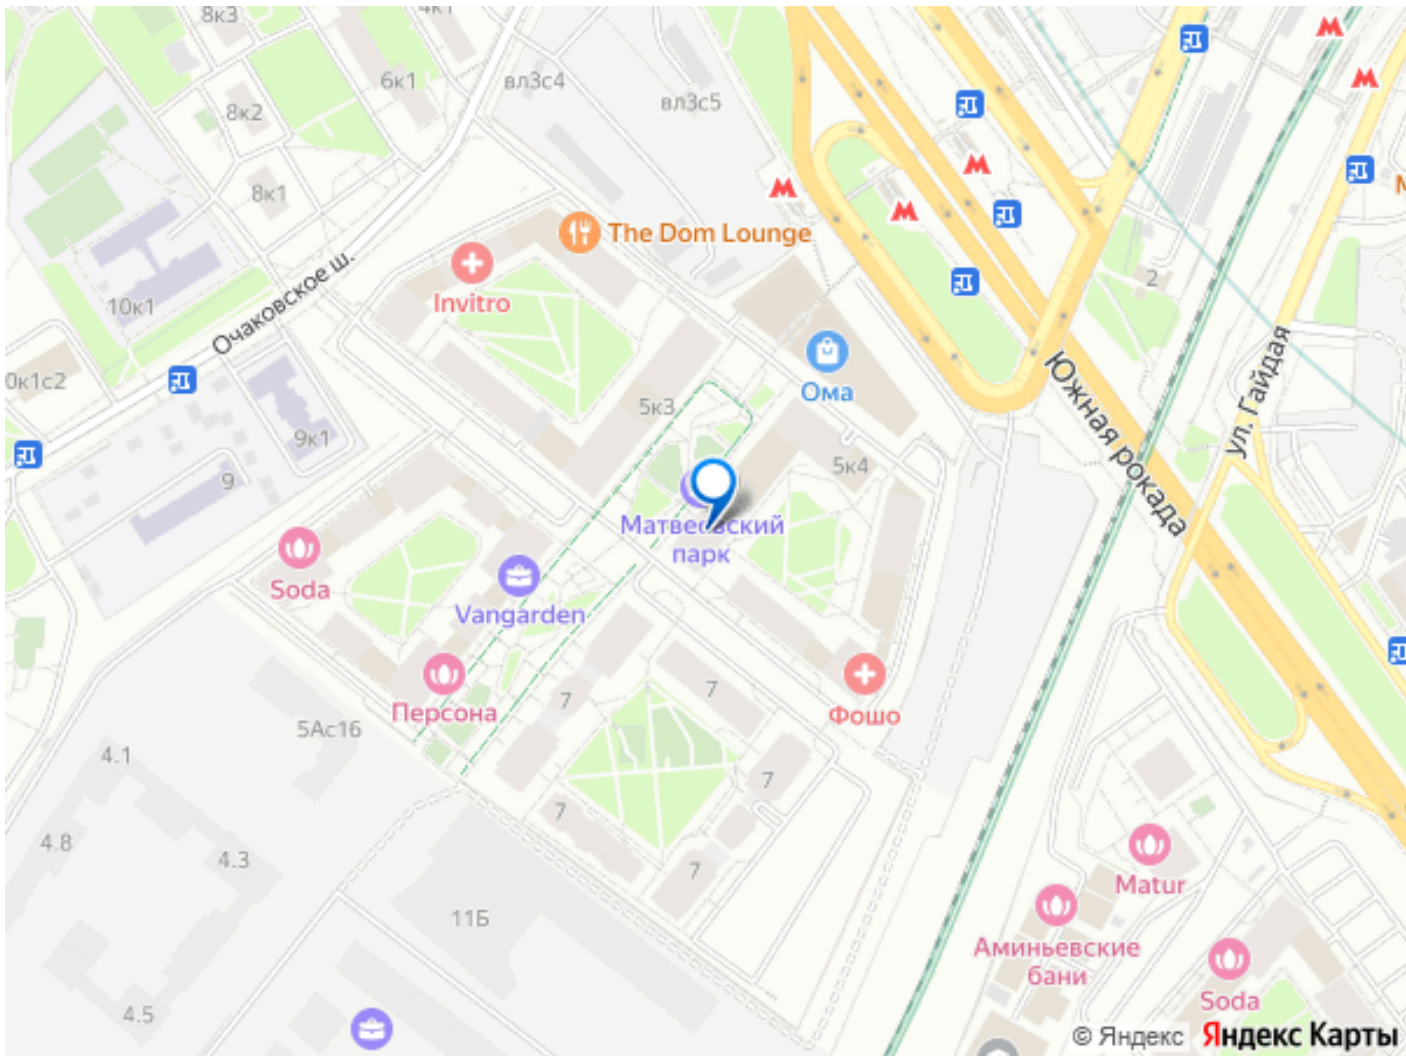 8к3
4к1
6к1
8к2
вл3с4
вл3с5
8к1
The Dom Lounge
Invitro
10к1
Очаковское ш.
2
0к1с2
Ома
5к3
Южная рокада
ул. Гайдая
9к1
9
5к4
Матвеевский
парк
Soda
Vangarden
Персона
7
7
Фошо
5Ас16
4.1
7
7
4.8
4.3
7
Matur
11Б
Аминьевские
бани
Soda
4.5
© Яндекс Яндекс Карты